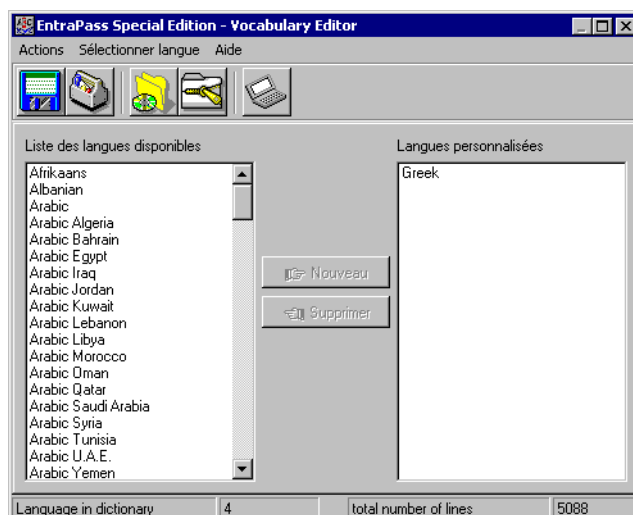 EntraPass Special Edition - Vocabulary Editor
Actions Sélectionner langue Aide
Liste des langues disponibles
Afrikaans
Albanian
Arabic
Arabic Algeria
Arabic Bahrain
Arabic Egypt
Arabic Iraq
Arabic Jordan
Arabic Kuwait
Arabic Lebanon
Arabic Libya
Arabic Morocco
Arabic Oman
Arabic Qatar
Arabic Saudi Arabia
Arabic Syria
Arabic Tunisia
Arabic U.A.E.
Arabic Yemen
Nouveau
Supprimer
Langues personnalisées
Greek
Language in dictionary 4 total number of lines 5088